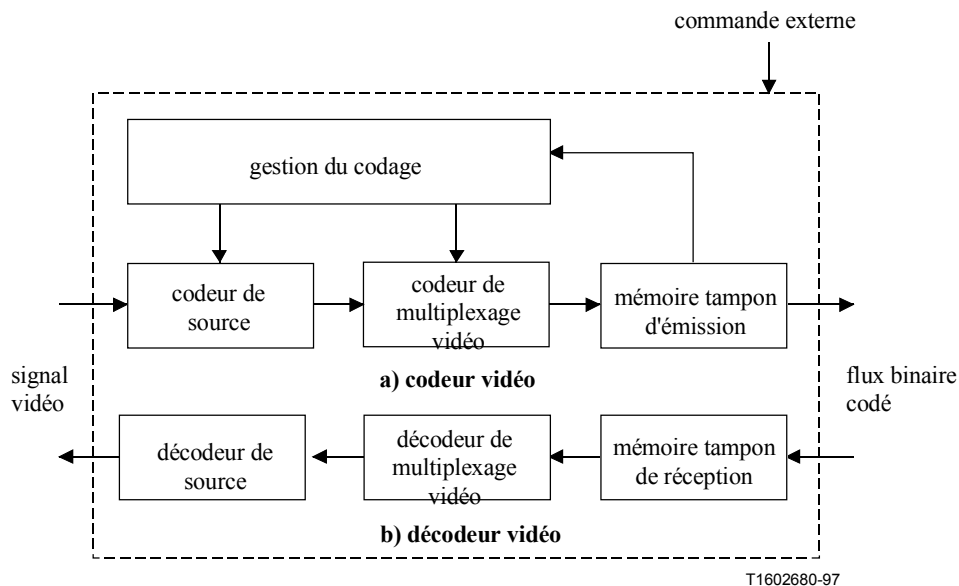 commande externe
gestion du codage
codeur de
source
codeur de
multiplexage
vidéo
mémoire tampon
d'émission
a) codeur vidéo
signal
vidéo
flux binaire
codé
décodeur de
source
décodeur de
multiplexage
vidéo
mémoire tampon
de réception
b) décodeur vidéo
T1602680-97